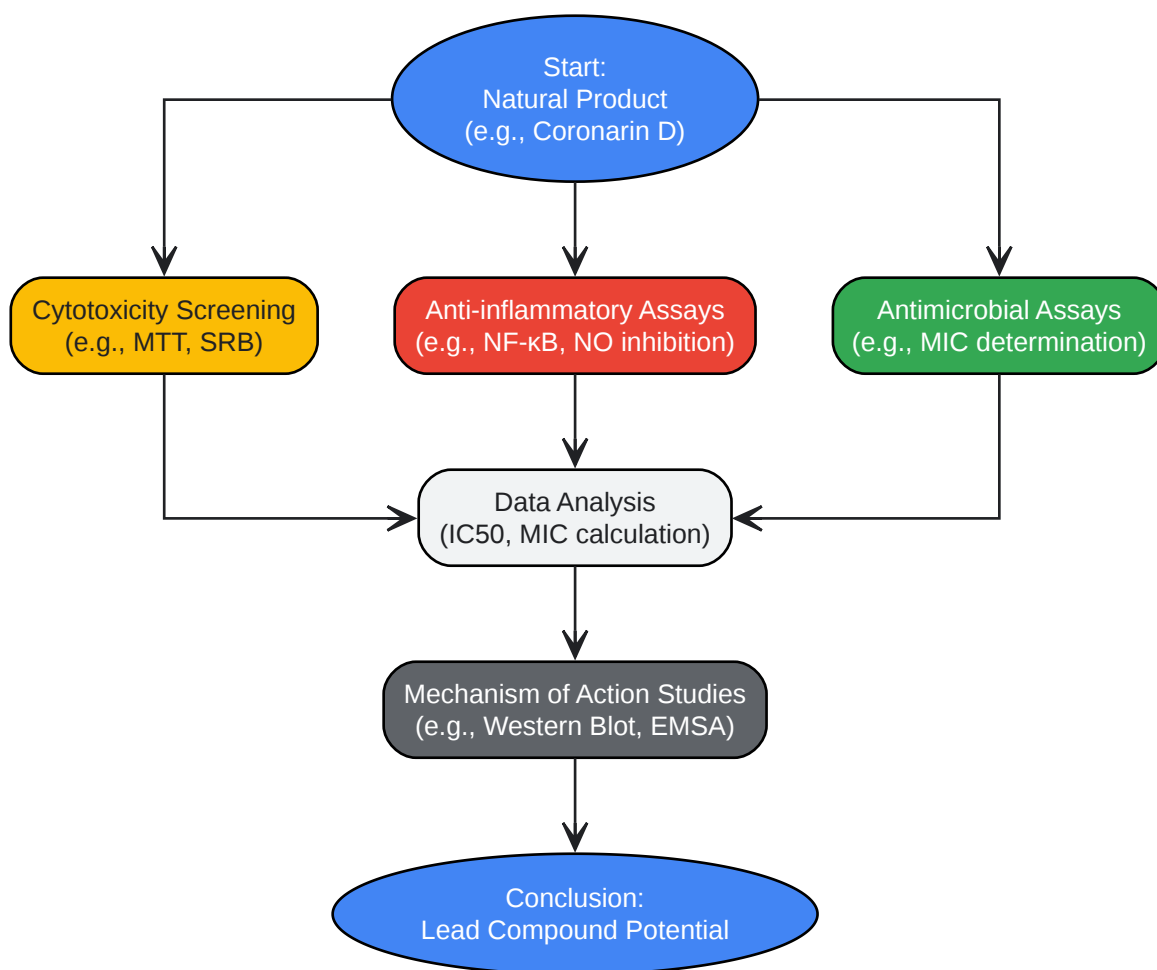 Start:
Natural Product
(e.g., Coronarin D)
Cytotoxicity Screening
(e.g., MTT, SRB)
Anti-inflammatory Assays
(e.g., NF-κB, NO inhibition)
Antimicrobial Assays
(e.g., MIC determination)
Data Analysis
(IC50, MIC calculation)
Mechanism of Action Studies
(e.g., Western Blot, EMSA)
Conclusion:
Lead Compound Potential